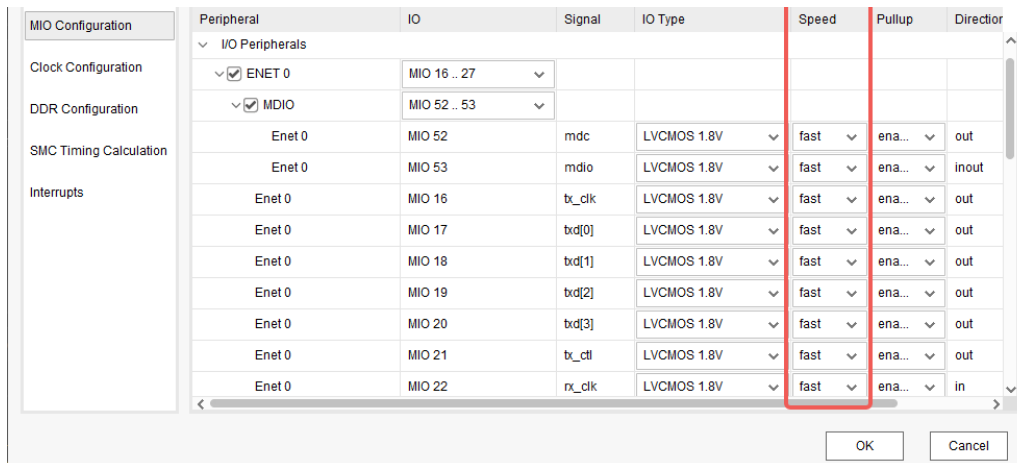 MIO Configuration
Clock Configuration
DDR Configuration
SMC Timing Calculation
Interrupts
Peripheral IO Signal IO Type Speed Pullup Direction
I/O Peripherals
ENET 0 MIO 16 .. 27
MDIO MIO 52 .. 53
Enet 0 MIO 52 mdc LVCMOS 1.8V fast ena... out
Enet 0 MIO 53 mdio LVCMOS 1.8V fast ena... inout
Enet 0 MIO 16 tx_clk LVCMOS 1.8V fast ena... out
Enet 0 MIO 17 txd[0] LVCMOS 1.8V fast ena... out
Enet 0 MIO 18 txd[1] LVCMOS 1.8V fast ena... out
Enet 0 MIO 19 txd[2] LVCMOS 1.8V fast ena... out
Enet 0 MIO 20 txd[3] LVCMOS 1.8V fast ena... out
Enet 0 MIO 21 tx_ctl LVCMOS 1.8V fast ena... out
Enet 0 MIO 22 rx_clk LVCMOS 1.8V fast ena... in
OK Cancel